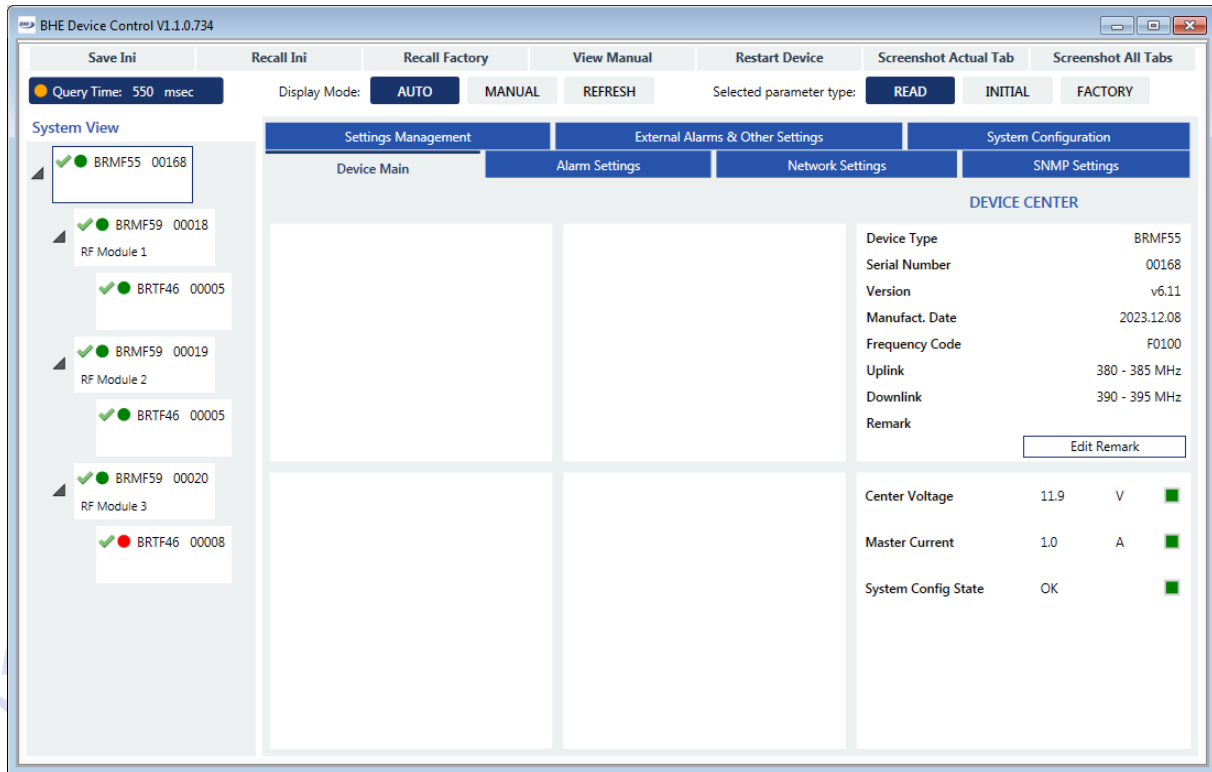 BHE Device Control V1.1.0.734
Save Ini Recall Ini Recall Factory View Manual Restart Device Screenshot Actual Tab Screenshot All Tabs
Query Time: 550 msec Display Mode: AUTO MANUAL REFRESH Selected parameter type: READ INITIAL FACTORY
System View
BRMF55 00168
BRMF59 00018
RF Module 1
BRTF46 00005
BRMF59 00019
RF Module 2
BRTF46 00005
BRMF59 00020
RF Module 3
BRTF46 00008
Settings Management External Alarms & Other Settings System Configuration
Device Main Alarm Settings Network Settings SNMP Settings
DEVICE CENTER
Device Type BRMF55
Serial Number 00168
Version v6.11
Manufact. Date 2023.12.08
Frequency Code F0100
Uplink 380 - 385 MHz
Downlink 390 - 395 MHz
Remark
Edit Remark
Center Voltage 11.9 V
Master Current 1.0 A
System Config State OK